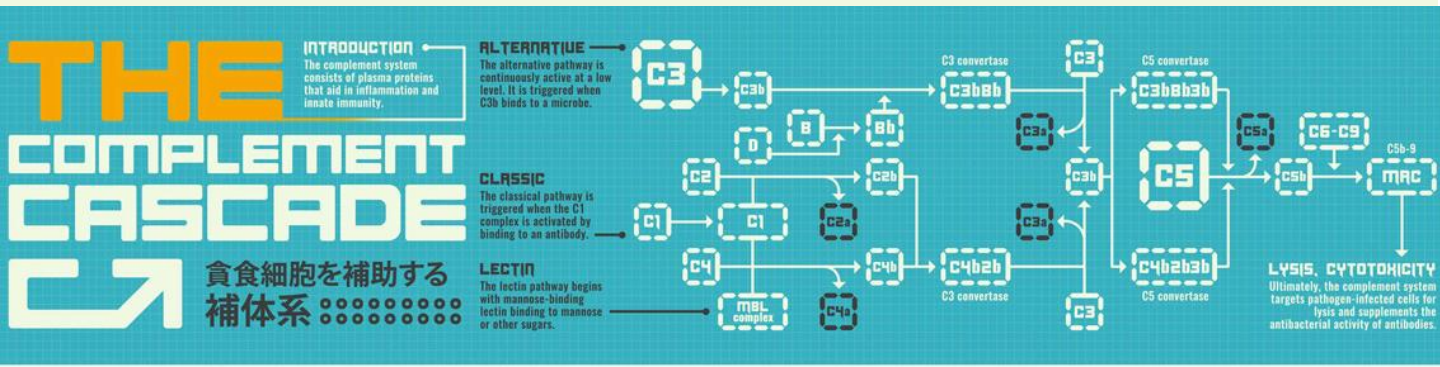 THE
COMPLEMENT
CASCADE
貪食細胞を補助する
補体系
INTRODUCTION
The complement system
consists of plasma proteins
that aid in inflammation and
innate immunity.
ALTERNATIVE
The alternative pathway is
continuously active at a low
level. It is triggered when
C3b binds to a microbe.
CLASSIC
The classical pathway is
triggered when the C1
complex is activated by
binding to an antibody.
LECTIN
The lectin pathway begins
with mannose-binding
lectin binding to mannose
or other sugars.
C3
C3b
B
Bb
D
C2
C2b
C1
C1
C2a
C4
C4b
MBL
complex
C4a
C3 convertase
C3bBb
C3
C3a
C3b
C3a
C4b2b
C3 convertase
C3
C5 convertase
C3bBb3b
C5
C5a
C5b
C4b2b3b
C5 convertase
C6-C9
C5b-9
MAC
LYSIS, CYTOTOXICITY
Ultimately, the complement system
targets pathogen-infected cells for
lysis and supplements the
antibacterial activity of antibodies.